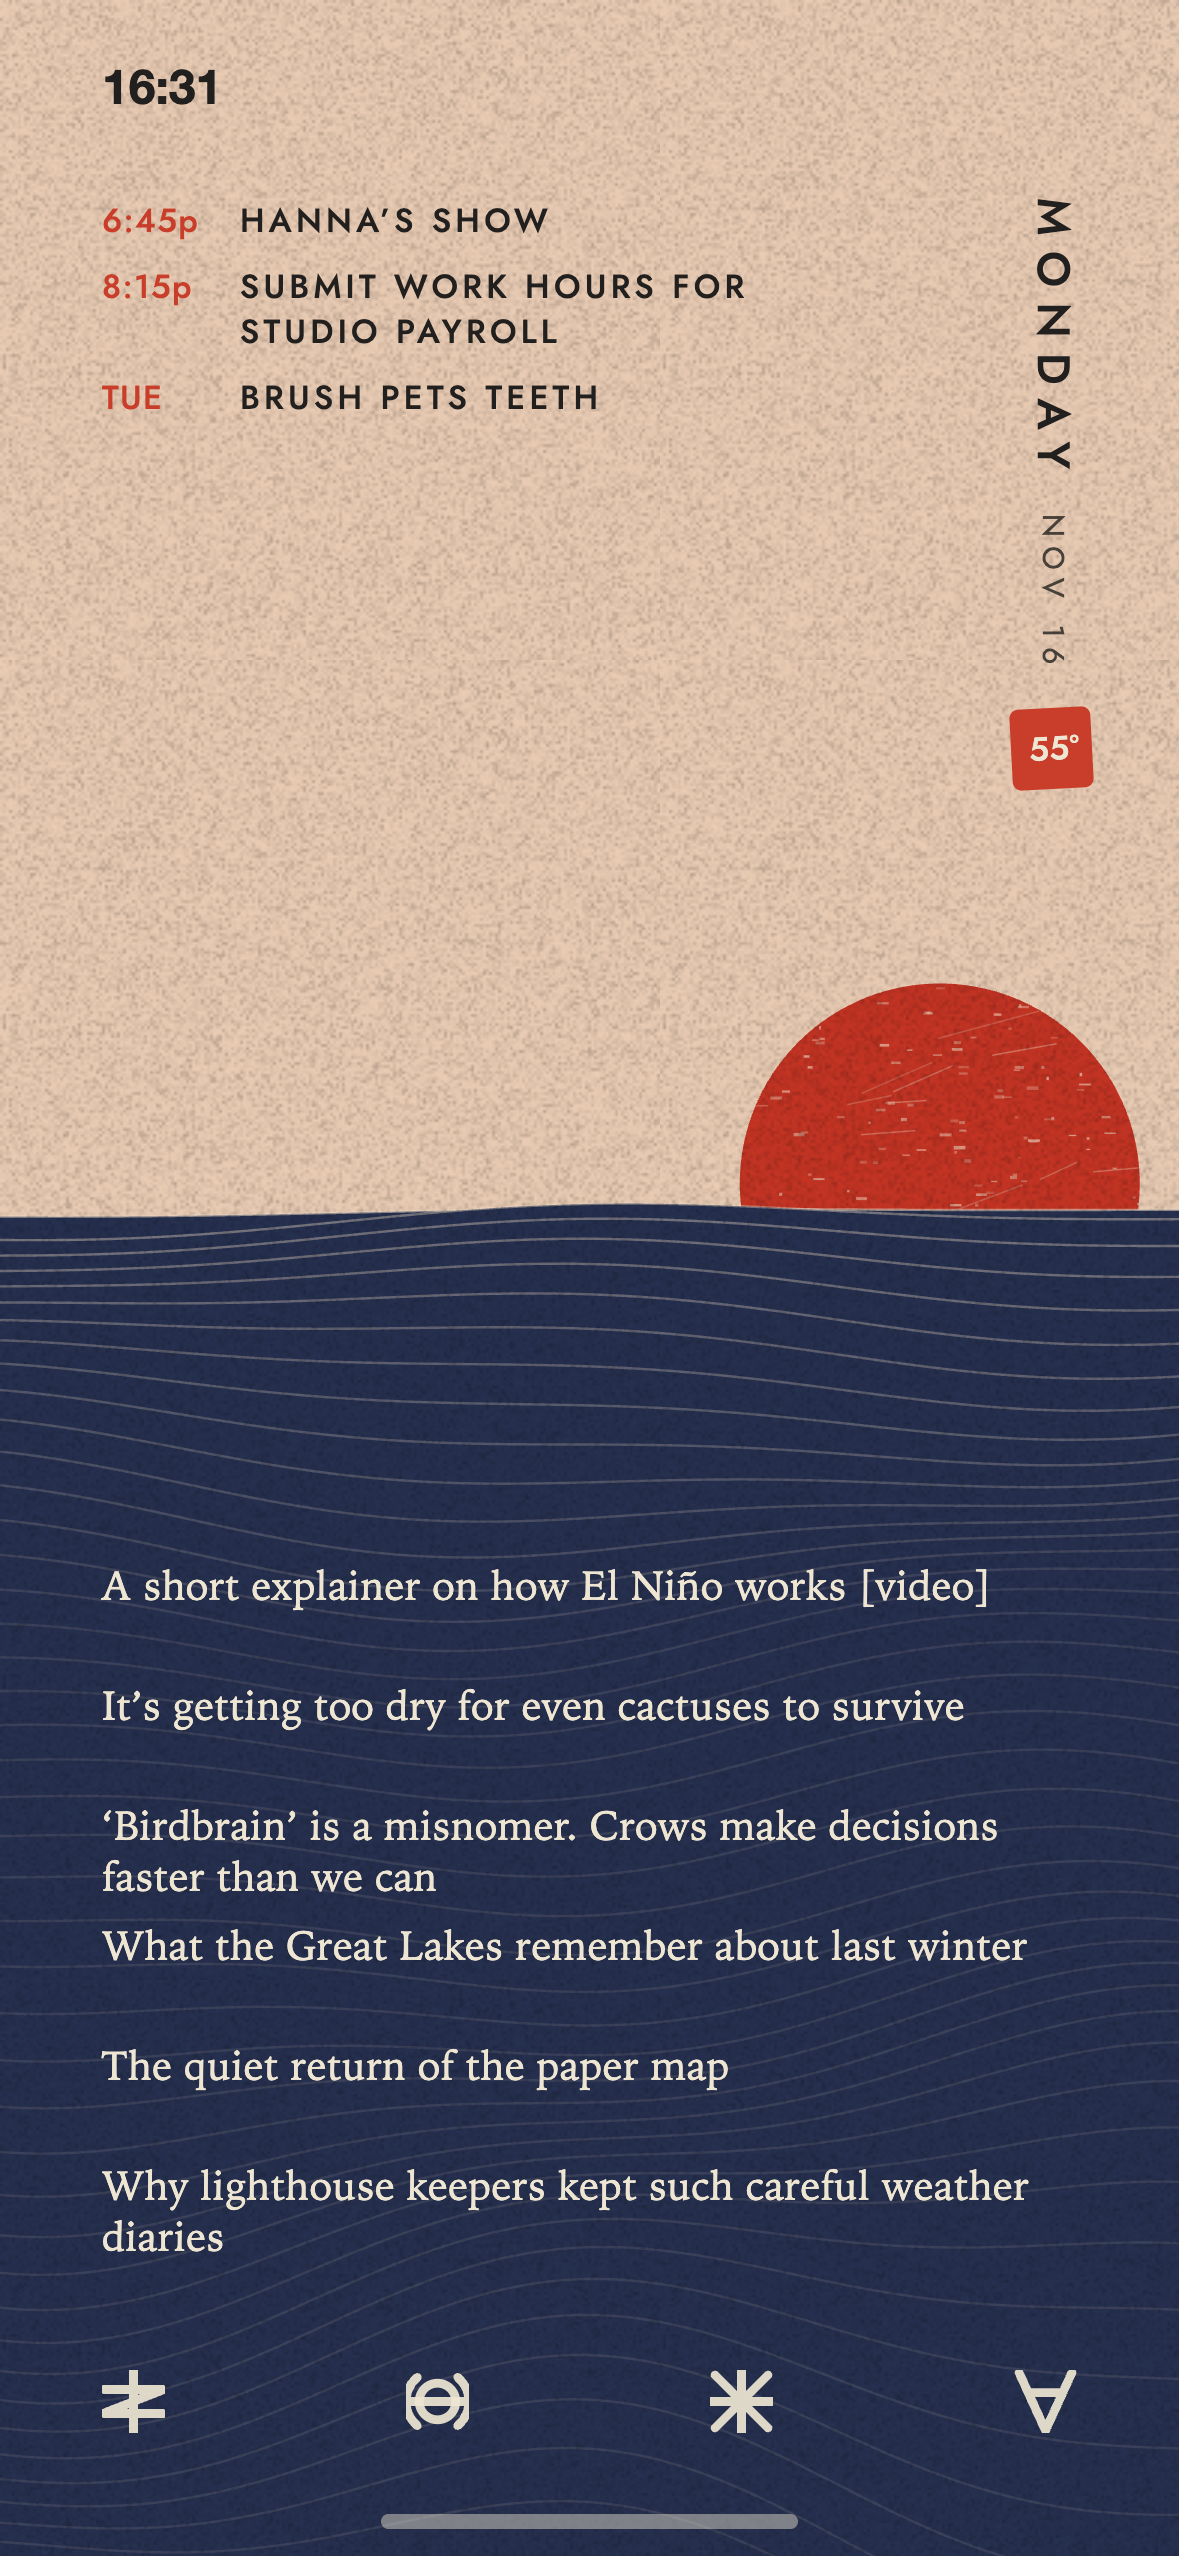 16:31
6:45p HANNA’S SHOW
8:15p SUBMIT WORK HOURS FOR
STUDIO PAYROLL
TUE BRUSH PETS TEETH
MONDAY NOV 16
55°
A short explainer on how El Niño works [video]
It’s getting too dry for even cactuses to survive
‘Birdbrain’ is a misnomer. Crows make decisions
faster than we can
What the Great Lakes remember about last winter
The quiet return of the paper map
Why lighthouse keepers kept such careful weather
diaries